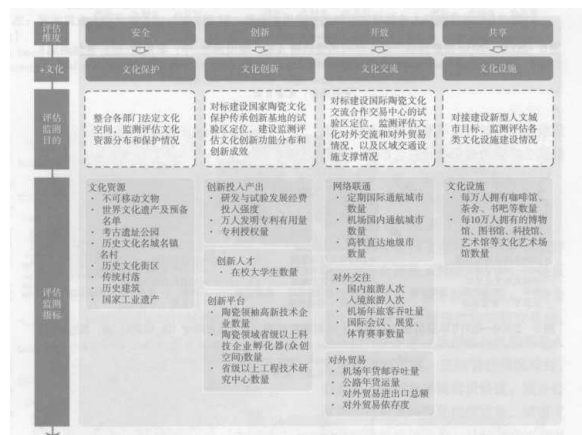 评估
维度
安全
创新
开放
共享
+文化
文化保护
文化创新
文化交流
文化设施
评估
监测
目的
整合各部门法定文化
空间，监测评估文化
资源分布和保护情况
对标建设国家陶瓷文化
保护传承创新基地的试
验区定位，建设监测评
估文化创新功能分布和
创新成效
对标建设国际陶瓷文化
交流合作交易中心的试
验区定位，监测评估文
化对外交流和对外贸易
情况，以及区域交通设
施支撑情况
对接建设新型人文城
市目标，监测评估各
类文化设施建设情况
评估
监测
指标
文化资源
· 不可移动文物
· 世界文化遗产及预备
名单
· 考古遗址公园
· 历史文化名城名镇
名村
· 历史文化街区
· 传统村落
· 历史建筑
· 国家工业遗产
创新投入产出
· 研发与试验发展经费
投入强度
· 万人发明专利有用量
· 专利授权量
创新人才
· 在校大学生数量
创新平台
· 陶瓷领袖高新技术企
业数量
· 陶瓷领域省级以上科
技企业孵化器(众创
空间)数量
· 省级以上工程技术研
究中心数量
网络联通
· 定期国际通航城市
数量
· 机场国内通航城市
数量
· 高铁直达地级市
数量
对外交往
· 国内旅游人次
· 入境旅游人次
· 机场年旅客吞吐量
· 国际会议、展览、
体育赛事数量
对外贸易
· 机场年货邮吞吐量
· 公路年货运量
· 对外贸易进出口总额
· 对外贸易依存度
文化设施
· 每万人拥有咖啡馆、
茶舍、书吧等数量
· 每10万人拥有的博物
馆、图书馆、科技馆、
艺术馆等文化艺术场
馆数量